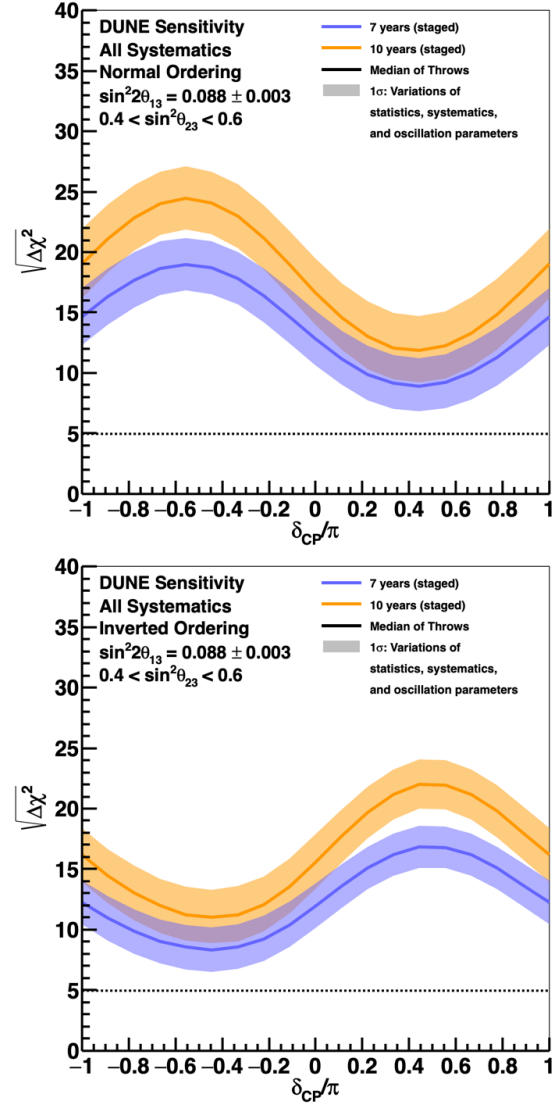 40
35
30
25
20
15
10
5
0
√Δχ²
DUNE Sensitivity
All Systematics
Normal Ordering
sin²2θ₁₃ = 0.088 ± 0.003
0.4 < sin²θ₂₃ < 0.6
7 years (staged)
10 years (staged)
Median of Throws
1σ: Variations of
statistics, systematics,
and oscillation parameters
−1 −0.8 −0.6 −0.4 −0.2 0 0.2 0.4 0.6 0.8 1
δCP/π
40
35
30
25
20
15
10
5
0
√Δχ²
DUNE Sensitivity
All Systematics
Inverted Ordering
sin²2θ₁₃ = 0.088 ± 0.003
0.4 < sin²θ₂₃ < 0.6
7 years (staged)
10 years (staged)
Median of Throws
1σ: Variations of
statistics, systematics,
and oscillation parameters
−1 −0.8 −0.6 −0.4 −0.2 0 0.2 0.4 0.6 0.8 1
δCP/π